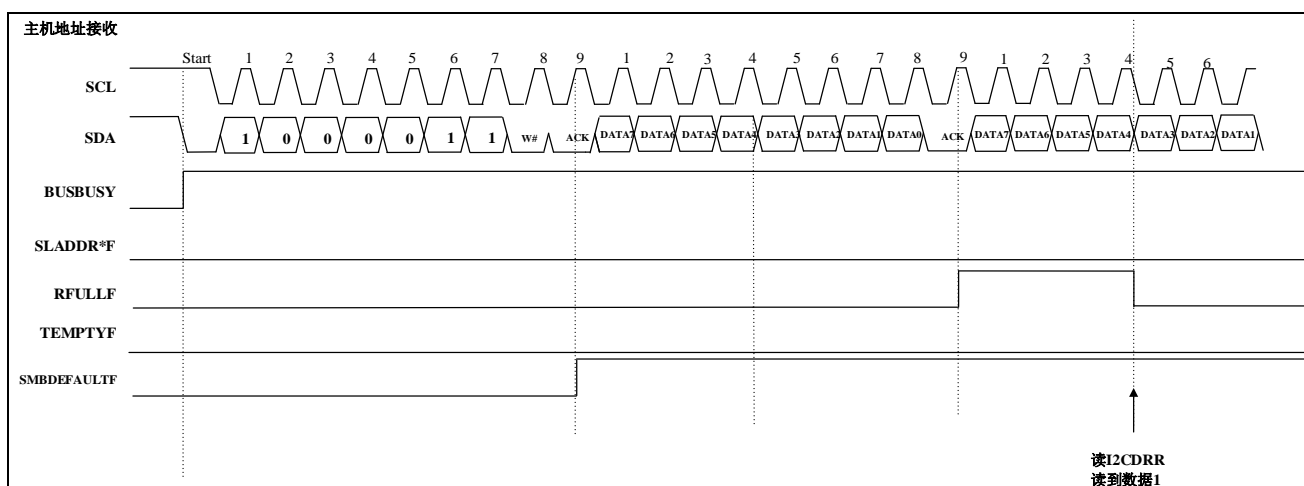 主机地址接收
Start 1 2 3 4 5 6 7 8 9 1 2 3 4 5 6 7 8 9 1 2 3 4 5 6
SCL
SDA 1 0 0 0 0 1 1 W# ACK DATA7 DATA6 DATA5 DATA4 DATA3 DATA2 DATA1 DATA0 ACK DATA7 DATA6 DATA5 DATA4 DATA3 DATA2 DATA1
BUSBUSY
SLADDR*F
RFULLF
TEMPTYF
SMBDEFAULTF
读I2CDRR
读到数据1